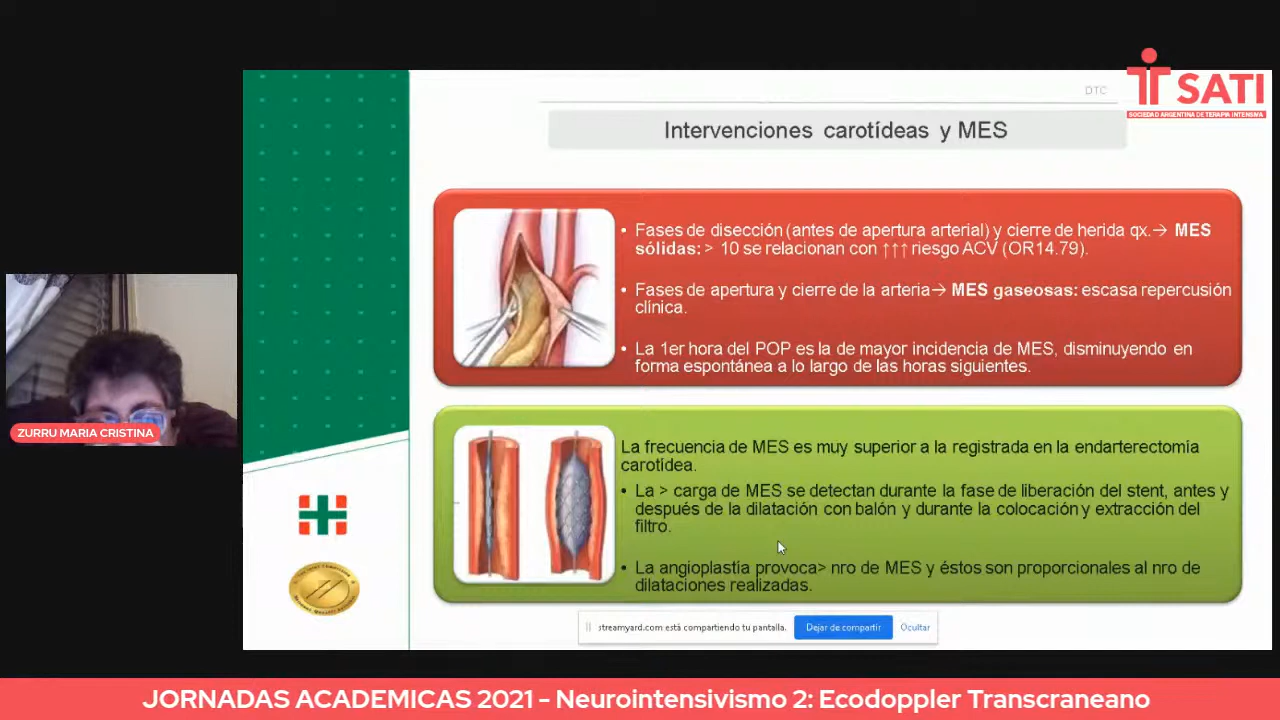 DTC
SATI
SOCIEDAD ARGENTINA DE TERAPIA INTENSIVA
Intervenciones carotídeas y MES
• Fases de disección (antes de apertura arterial) y cierre de herida qx.→ MES
sólidas: > 10 se relacionan con ↑↑↑ riesgo ACV (OR14.79).
• Fases de apertura y cierre de la arteria→ MES gaseosas: escasa repercusión
clínica.
• La 1er hora del POP es la de mayor incidencia de MES, disminuyendo en
forma espontánea a lo largo de las horas siguientes.
ZURRU MARIA CRISTINA
La frecuencia de MES es muy superior a la registrada en la endarterectomía
carotídea.
• La > carga de MES se detectan durante la fase de liberación del stent, antes y
después de la dilatación con balón y durante la colocación y extracción del
filtro.
• La angioplastía provoca> nro de MES y éstos son proporcionales al nro de
dilataciones realizadas.
streamyard.com está compartiendo tu pantalla. Dejar de compartir Ocultar
JORNADAS ACADEMICAS 2021 - Neurointensivismo 2: Ecodoppler Transcraneano